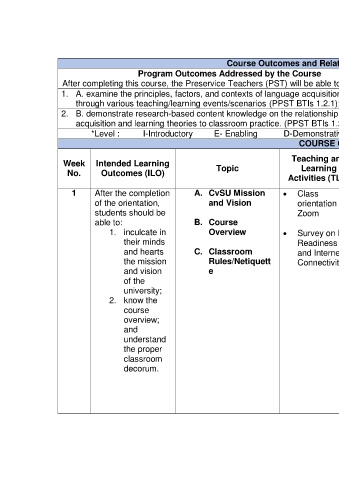 Course Outcomes and Rela
Program Outcomes Addressed by the Course
After completing this course, the Preservice Teachers (PST) will be able to
1. A. examine the principles, factors, and contexts of language acquisition
through various teaching/learning events/scenarios (PPST BTIs 1.2.1)
2. B. demonstrate research-based content knowledge on the relationship
acquisition and learning theories to classroom practice. (PPST BTIs 1.
*Level : I-Introductory E- Enabling D-Demonstrativ
COURSE
Week No.
Intended Learning
Outcomes (ILO)
Topic
Teaching an
Learning
Activities (TL
1
After the completion
of the orientation,
students should be
able to:
1. inculcate in
their minds
and hearts
the mission
and vision
of the
university;
2. know the
course
overview;
and
understand
the proper
classroom
decorum.
A. CvSU Mission
and Vision
B. Course
Overview
C. Classroom
Rules/Netiquett
e
• Class
orientation
Zoom
• Survey on
Readiness
and Interne
Connectivit